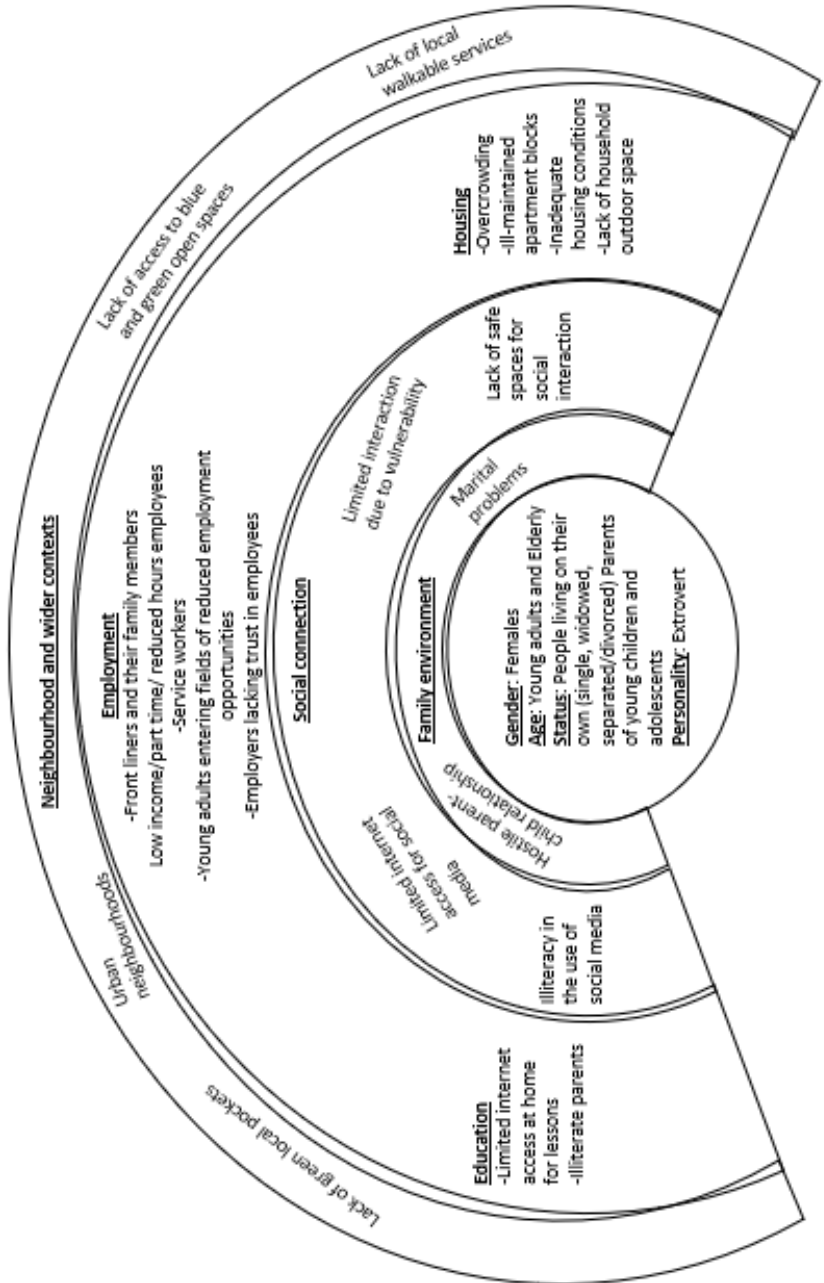 Neighbourhood and wider contexts
Lack of green local pockets
Urban
neighbourhoods
Lack of access to blue
and green open spaces
Lack of local
walkable services
Employment
-Front liners and their family members
Low income/part time/ reduced hours employees
-Service workers
-Young adults entering fields of reduced employment
opportunities
-Employers lacking trust in employees
Education
-Limited internet
access at home
for lessons
-Illiterate parents
Housing
-Overcrowding
-Ill-maintained
apartment blocks
-Inadequate
housing conditions
-Lack of household
outdoor space
Social connection
Illiteracy in
the use of
social media
Limited internet
access for social
media
Limited interaction
due to vulnerability
Lack of safe
spaces for
social
interaction
Family environment
Hostile parent-
child relationship
Marital
problems
Gender: Females
Age: Young adults and Elderly
Status: People living on their
own (single, widowed,
separated/divorced) Parents
of young children and
adolescents
Personality: Extrovert